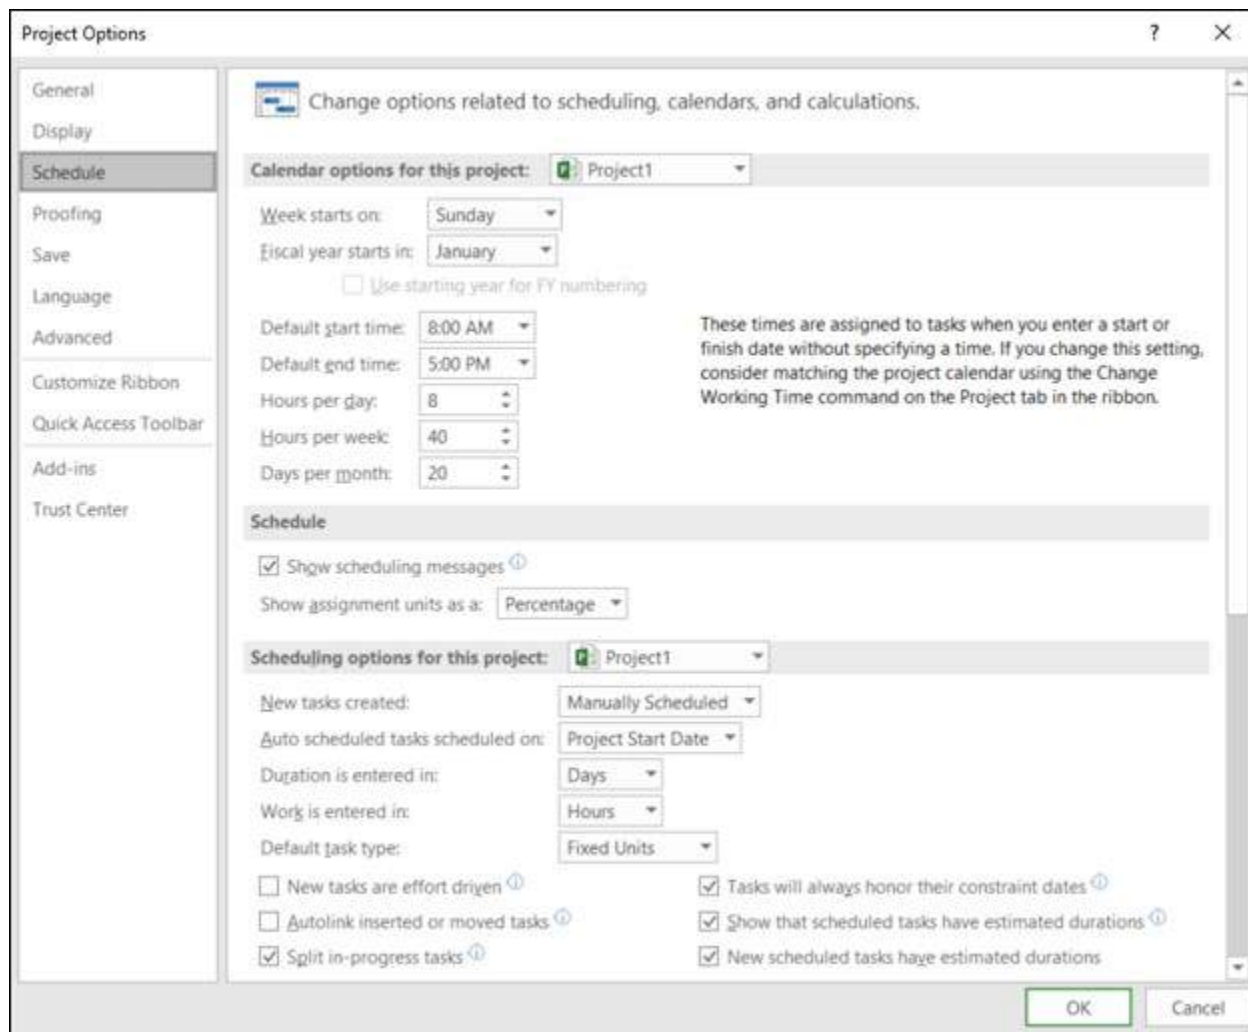 Project Options
?
General
Display
Schedule
Proofing
Save
Language
Advanced
Customize Ribbon
Quick Access Toolbar
Add-ins
Trust Center
Change options related to scheduling, calendars, and calculations.
Calendar options for this project: Project1
Week starts on: Sunday
Fiscal year starts in: January
Use starting year for FY numbering
Default start time: 8:00 AM
Default end time: 5:00 PM
Hours per day: 8
Hours per week: 40
Days per month: 20
These times are assigned to tasks when you enter a start or
finish date without specifying a time. If you change this setting,
consider matching the project calendar using the Change
Working Time command on the Project tab in the ribbon.
Schedule
Show scheduling messages
Show assignment units as a: Percentage
Scheduling options for this project: Project1
New tasks created: Manually Scheduled
Auto scheduled tasks scheduled on: Project Start Date
Duration is entered in: Days
Work is entered in: Hours
Default task type: Fixed Units
New tasks are effort driven
Autolink inserted or moved tasks
Split in-progress tasks
Tasks will always honor their constraint dates
Show that scheduled tasks have estimated durations
New scheduled tasks have estimated durations
OK
Cancel